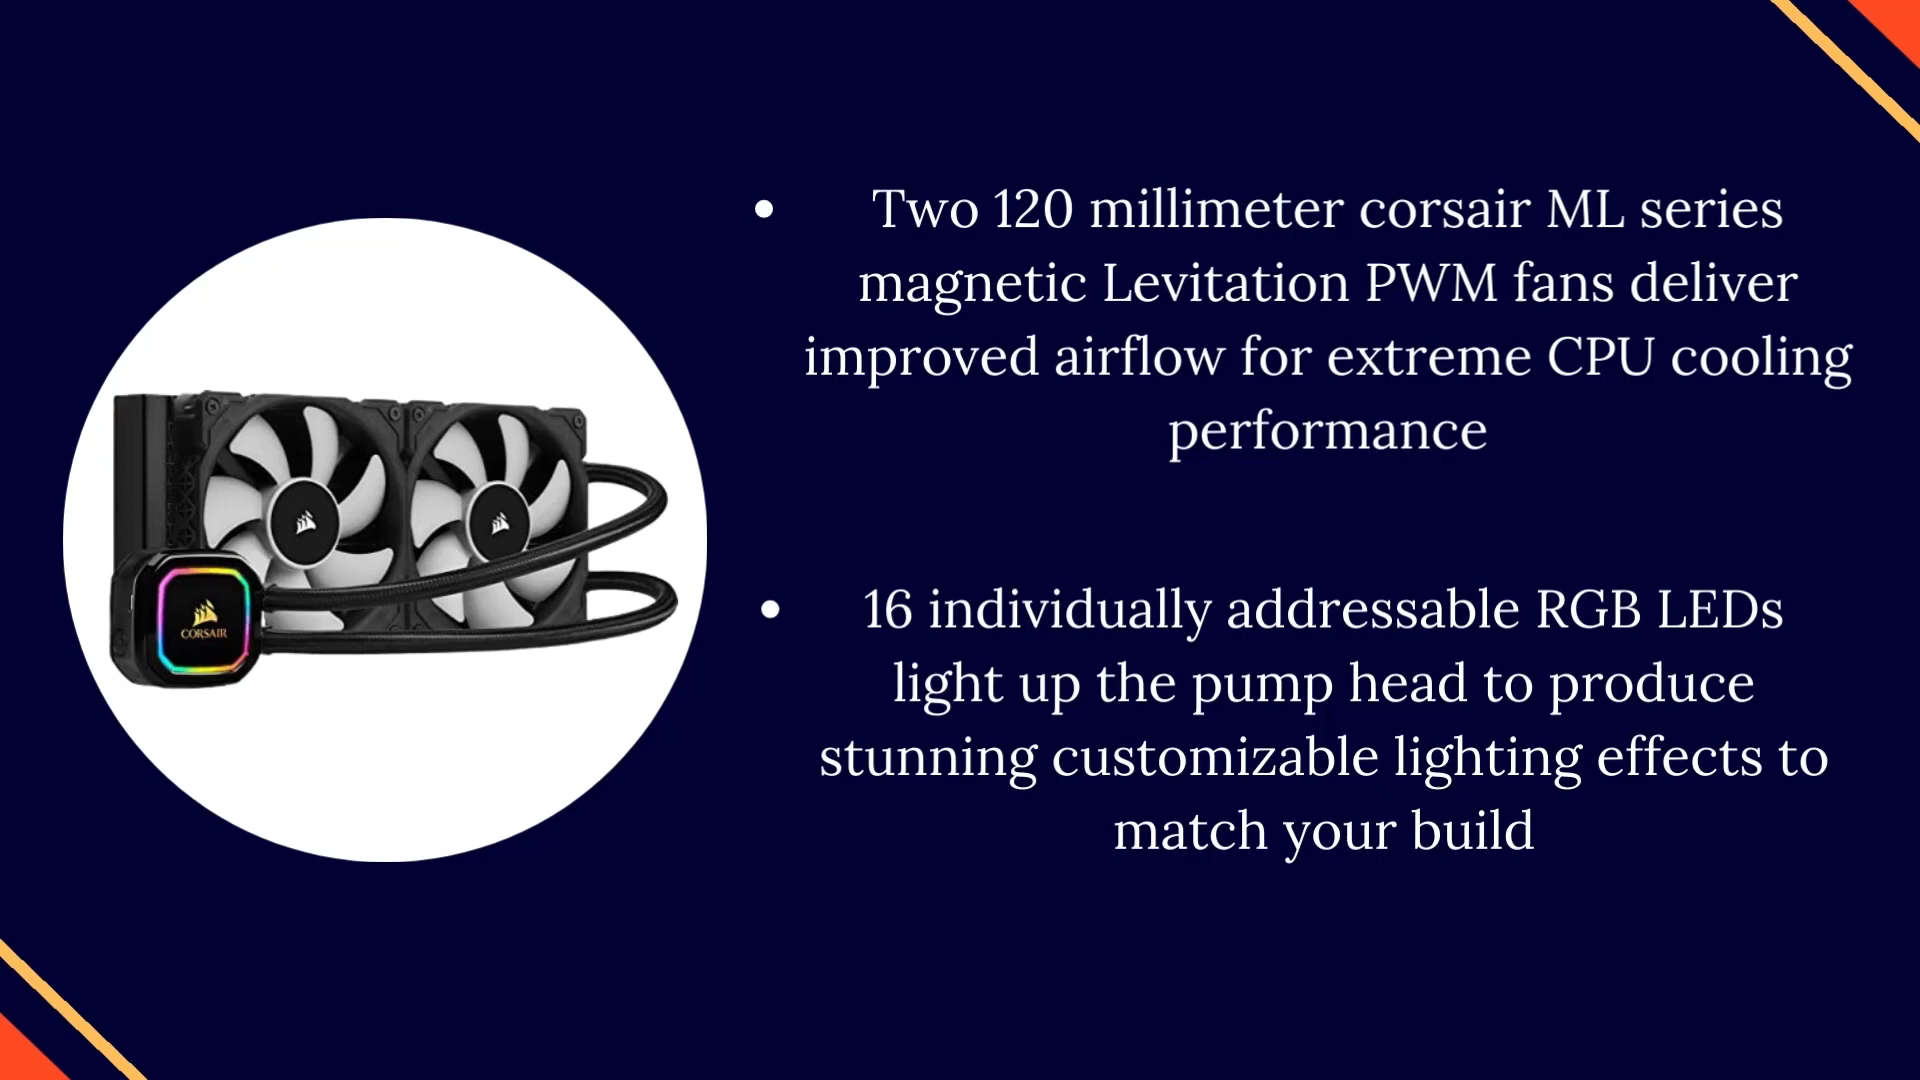 • Two 120 millimeter corsair ML series
magnetic Levitation PWM fans deliver
improved airflow for extreme CPU cooling
performance
• 16 individually addressable RGB LEDs
light up the pump head to produce
stunning customizable lighting effects to
match your build
CORSAIR